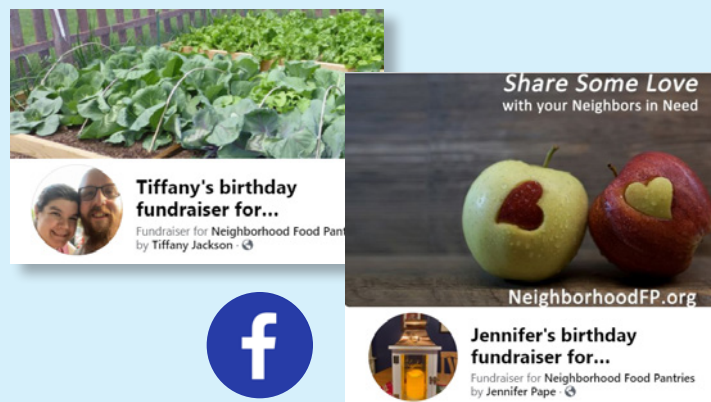 Tiffany's birthday
fundraiser for...
Fundraiser for Neighborhood Food
by Tiffany Jackson ·
Share Some Love
with your Neighbors in Need
NeighborhoodFP.org
Jennifer's birthday
fundraiser for...
Fundraiser for Neighborhood Food Pantries
by Jennifer Pape ·
f